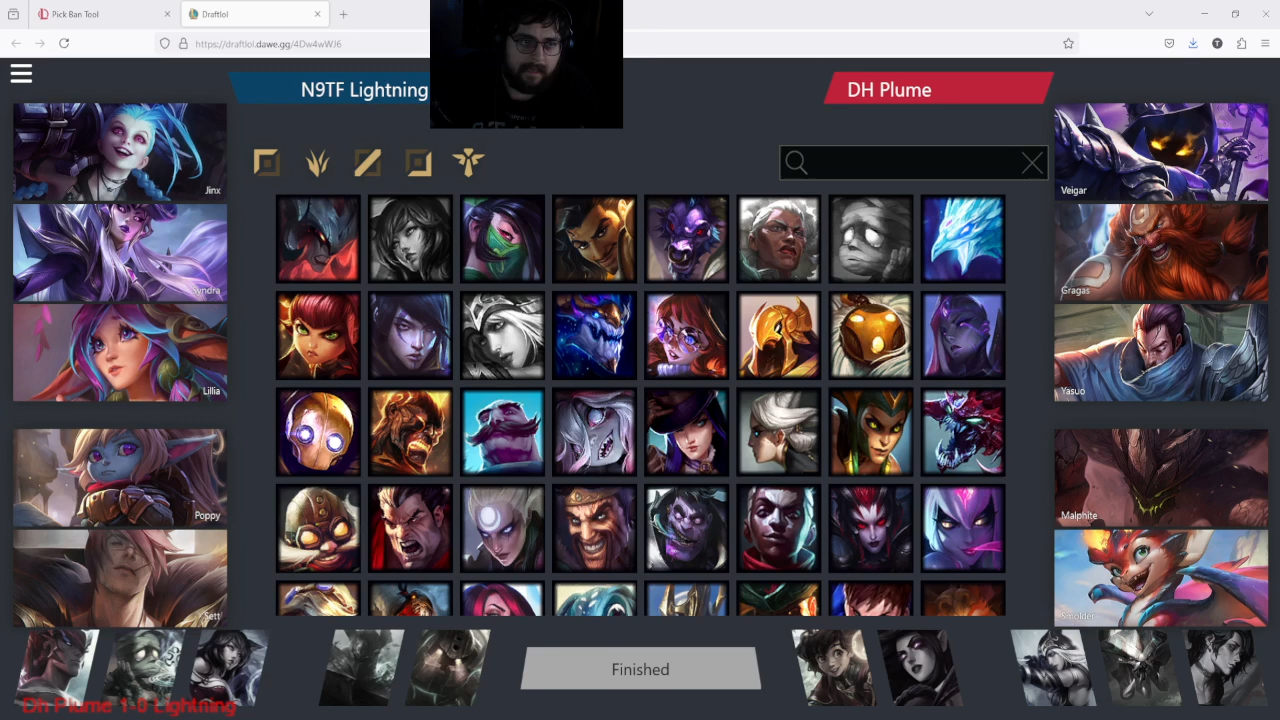 Pick Ban Tool
Draftlol
https://draftlol.dawe.gg/4Dw4wWJ6
N9TF Lightning
DH Plume
Jinx
Veigar
Syndra
Gragas
Lillia
Yasuo
Poppy
Malphite
Sett
Smolder
Finished
Dh Plume 1-0 Lightning